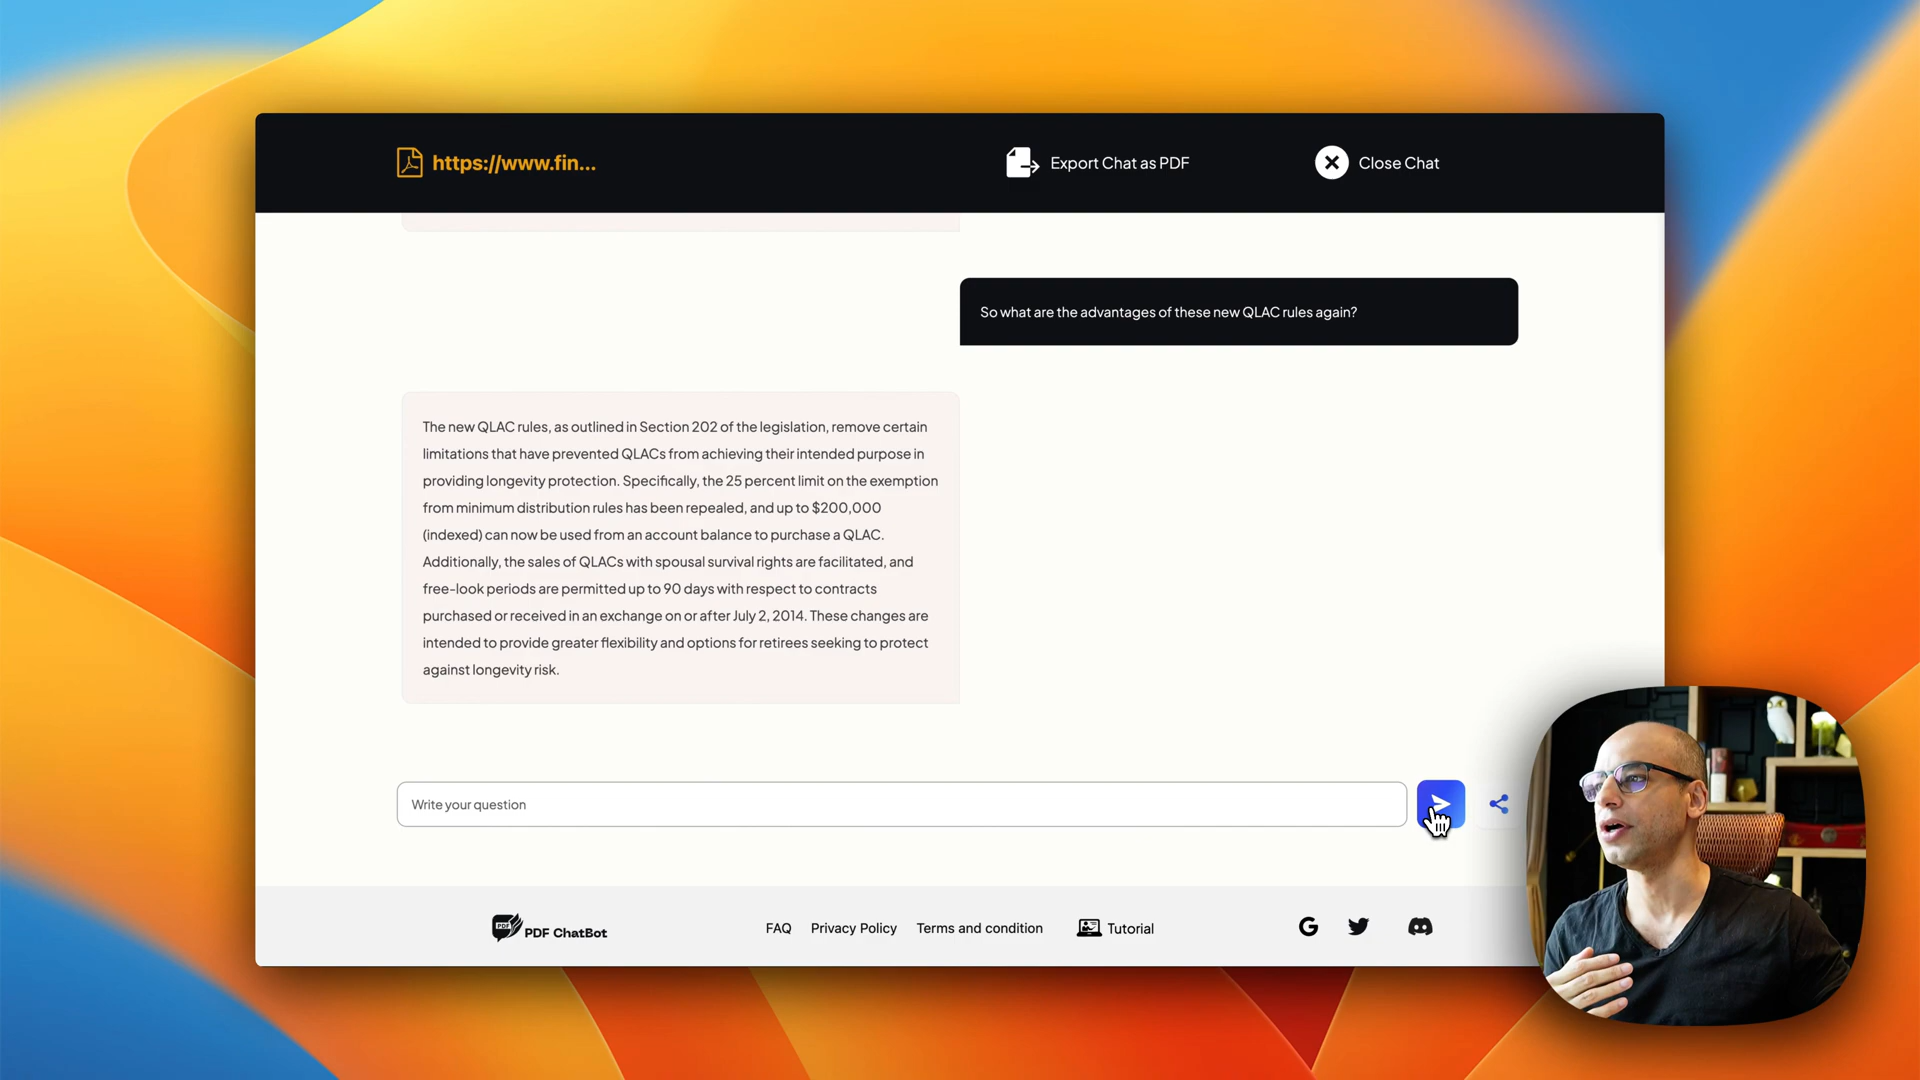 https://www.fin...
Export Chat as PDF
Close Chat
So what are the advantages of these new QLAC rules again?
The new QLAC rules, as outlined in Section 202 of the legislation, remove certain
limitations that have prevented QLACs from achieving their intended purpose in
providing longevity protection. Specifically, the 25 percent limit on the exemption
from minimum distribution rules has been repealed, and up to $200,000
(indexed) can now be used from an account balance to purchase a QLAC.
Additionally, the sales of QLACs with spousal survival rights are facilitated, and
free-look periods are permitted up to 90 days with respect to contracts
purchased or received in an exchange on or after July 2, 2014. These changes are
intended to provide greater flexibility and options for retirees seeking to protect
against longevity risk.
Write your question
PDF
PDF ChatBot
FAQ
Privacy Policy
Terms and condition
Tutorial
G